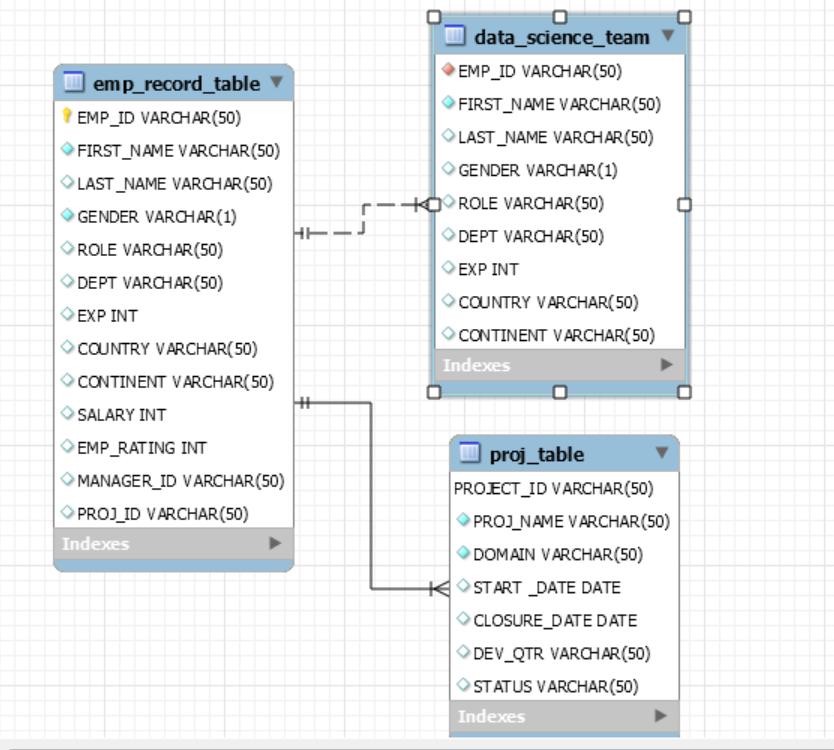 emp_record_table
EMP_ID VARCHAR(50)
FIRST_NAME VARCHAR(50)
LAST_NAME VARCHAR(50)
GENDER VARCHAR(1)
ROLE VARCHAR(50)
DEPT VARCHAR(50)
EXP INT
COUNTRY VARCHAR(50)
CONTINENT VARCHAR(50)
SALARY INT
EMP_RATING INT
MANAGER_ID VARCHAR(50)
PROJ_ID VARCHAR(50)
Indexes
data_science_team
EMP_ID VARCHAR(50)
FIRST_NAME VARCHAR(50)
LAST_NAME VARCHAR(50)
GENDER VARCHAR(1)
ROLE VARCHAR(50)
DEPT VARCHAR(50)
EXP INT
COUNTRY VARCHAR(50)
CONTINENT VARCHAR(50)
Indexes
proj_table
PROJECT_ID VARCHAR(50)
PROJ_NAME VARCHAR(50)
DOMAIN VARCHAR(50)
START _DATE DATE
CLOSURE_DATE DATE
DEV_QTR VARCHAR(50)
STATUS VARCHAR(50)
Indexes